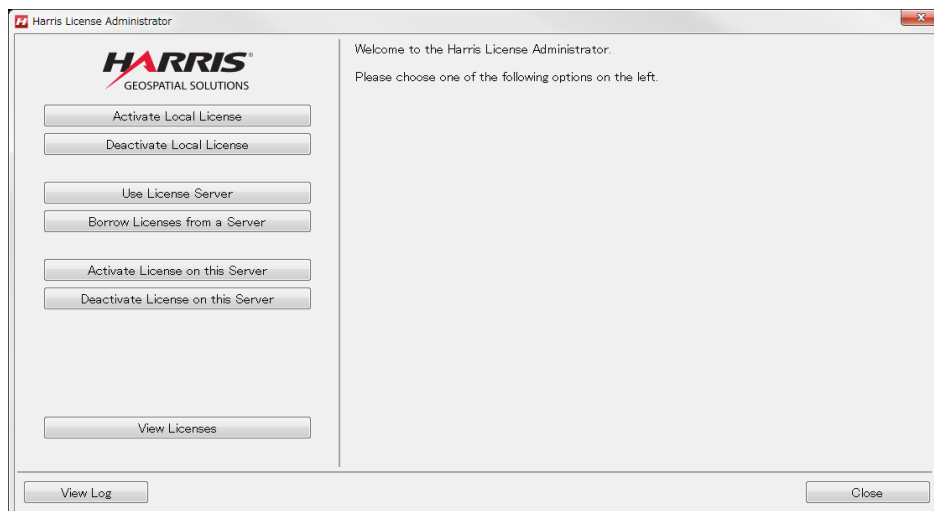 Harris License Administrator
HARRIS®
GEOSPATIAL SOLUTIONS
Activate Local License
Deactivate Local License
Use License Server
Borrow Licenses from a Server
Activate License on this Server
Deactivate License on this Server
View Licenses
Welcome to the Harris License Administrator.
Please choose one of the following options on the left.
View Log
Close